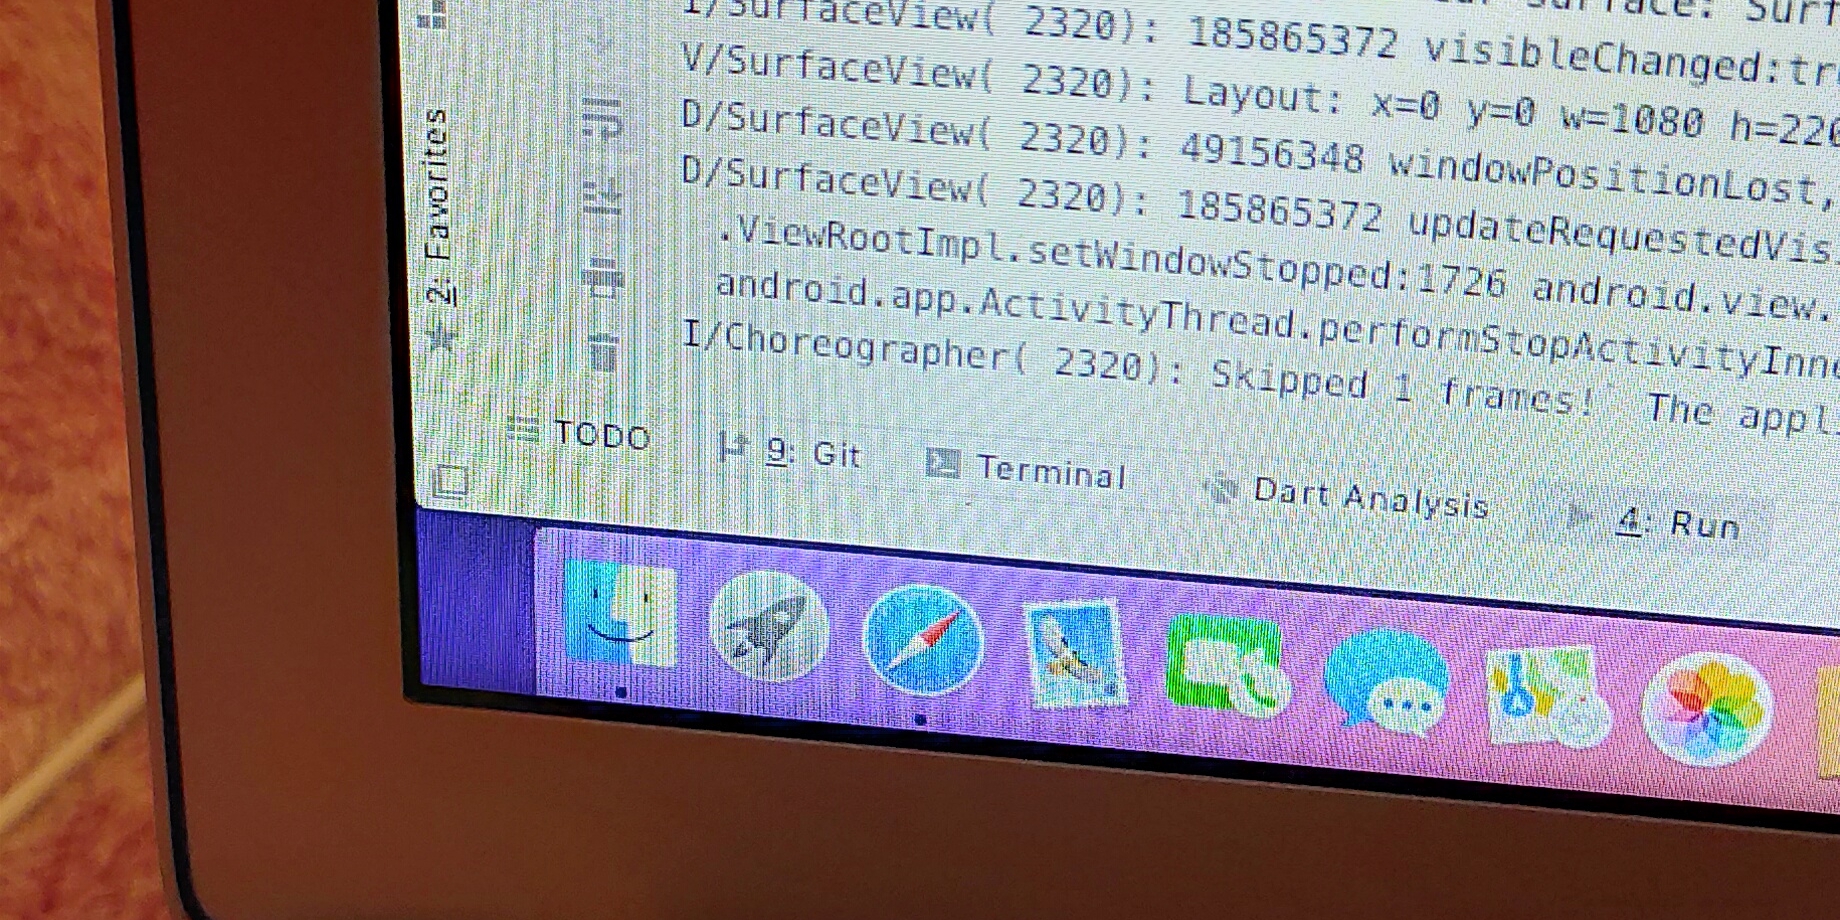 I/SurfaceView( 2320): 185865372 visibleChanged:tr
V/SurfaceView( 2320): Layout: x=0 y=0 w=1080 h=220
D/SurfaceView( 2320): 49156348 windowPositionLost,
D/SurfaceView( 2320): 185865372 updateRequestedVis
.ViewRootImpl.setWindowStopped:1726 android.view.
android.app.ActivityThread.performStopActivityInne
I/Choreographer( 2320): Skipped 1 frames! The appl
2: Favorites
TODO
9: Git
Terminal
Dart Analysis
4: Run